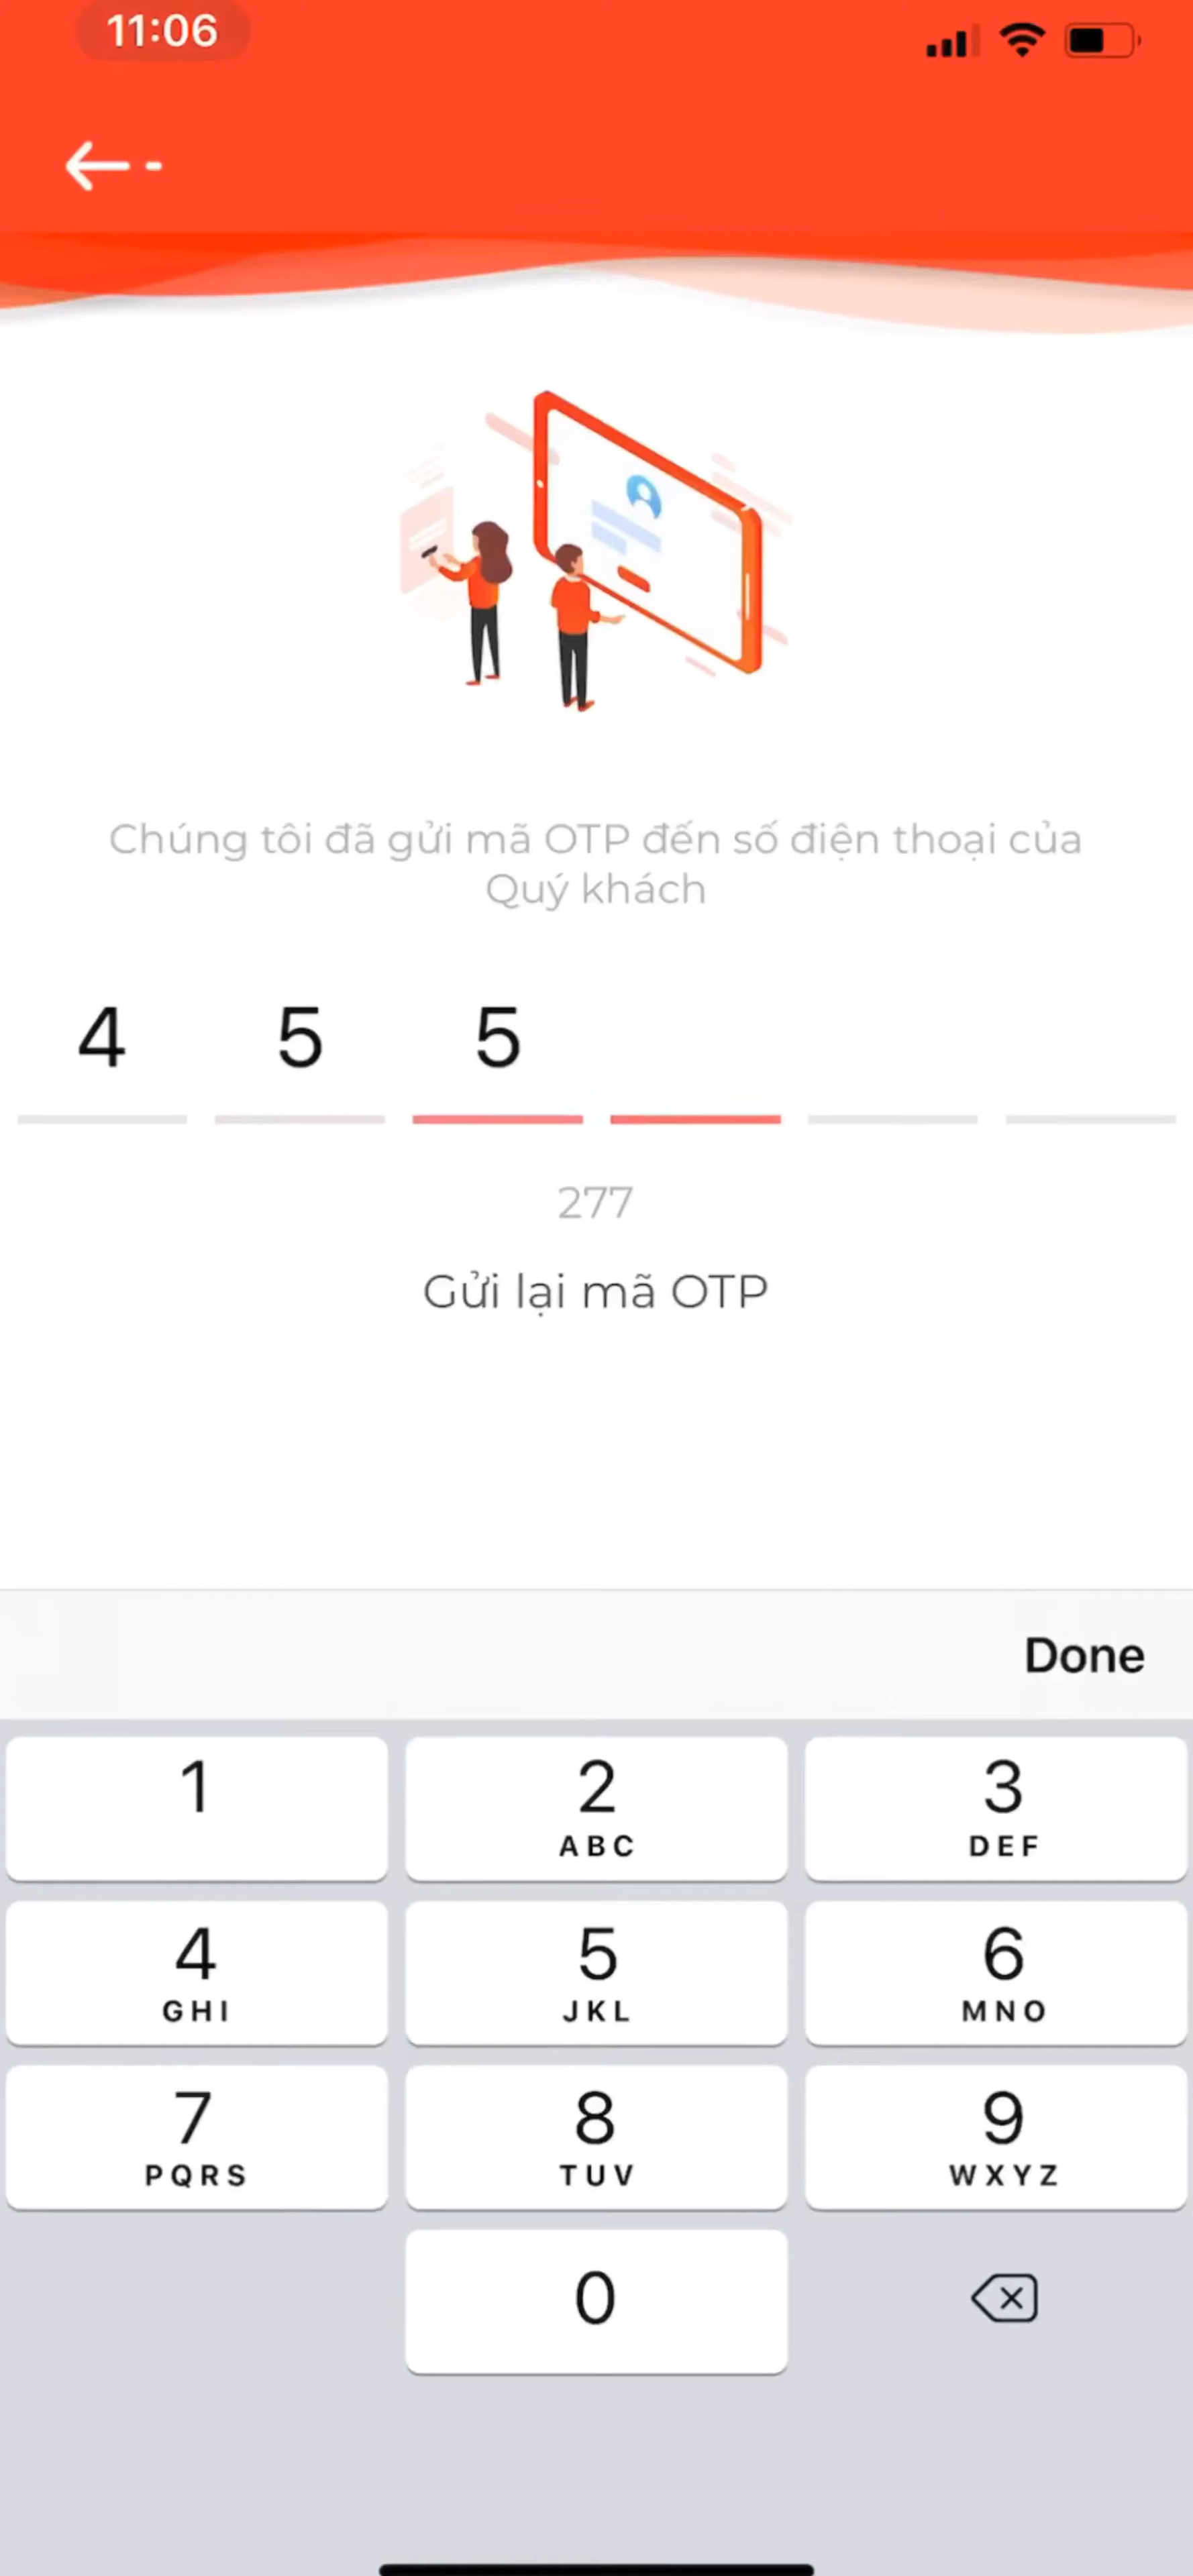 11:06
Chúng tôi đã gửi mã OTP đến số điện thoại của
Quý khách
4 5 5
277
Gửi lại mã OTP
Done
1 2 3
ABC DEF
4 5 6
GHI JKL MNO
7 8 9
PQRS TUV WXYZ
0